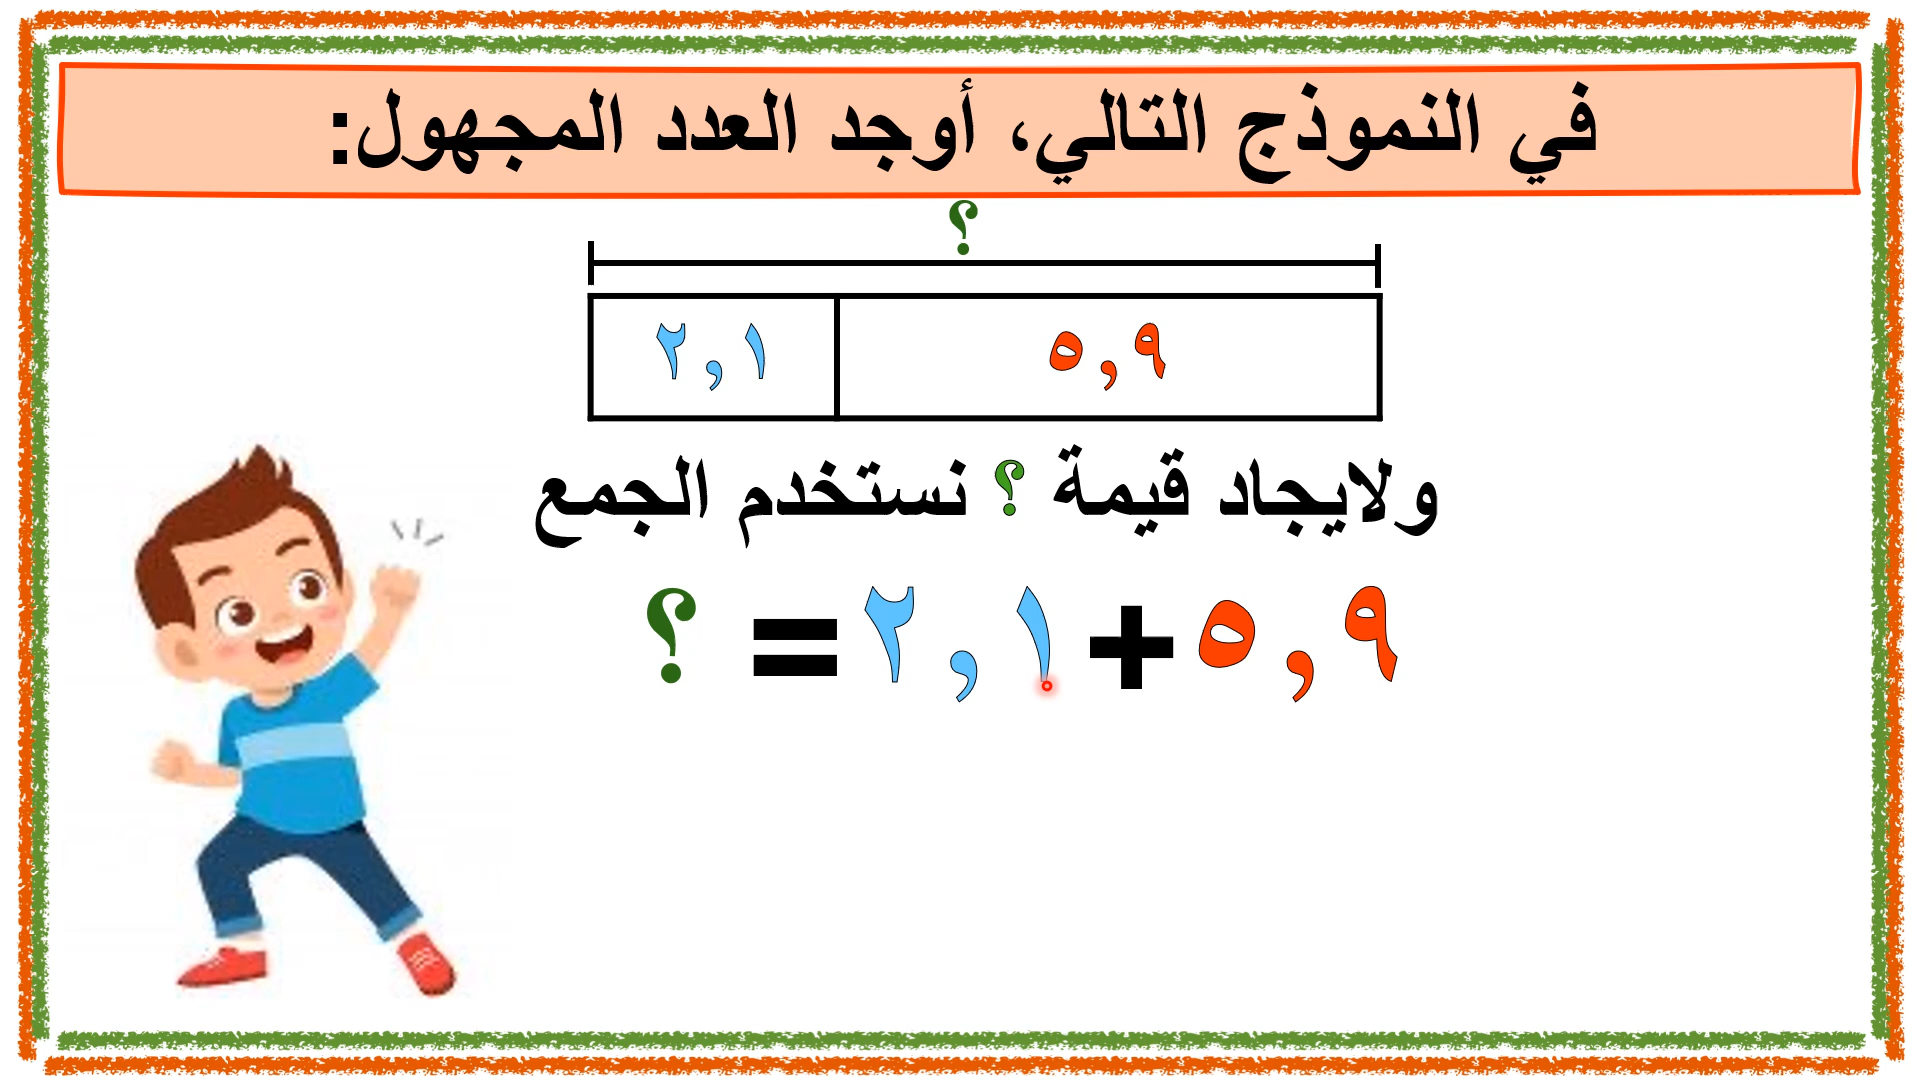 في النموذج التالي، أوجد العدد المجهول:
؟
٢,١ ٥,٩
ولايجاد قيمة ؟ نستخدم الجمع
٥,٩ + ٢,١ = ؟